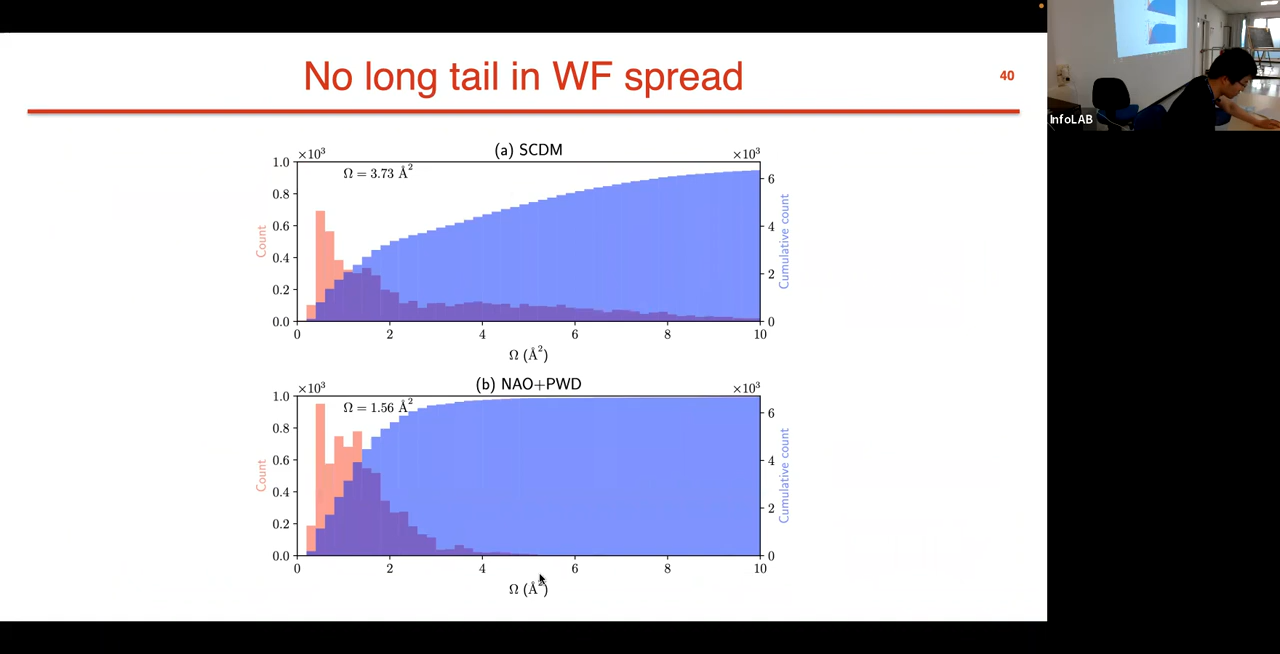 No long tail in WF spread
40
InfoLAB
(a) SCDM
×10³
×10³
Ω = 3.73 Å²
1.0
0.8
0.6
0.4
0.2
0.0
Count
6
4
2
0
Cumulative count
0 2 4 6 8 10
Ω (Å²)
(b) NAO+PWD
×10³
×10³
Ω = 1.56 Å²
1.0
0.8
0.6
0.4
0.2
0.0
Count
6
4
2
0
Cumulative count
0 2 4 6 8 10
Ω (Å²)